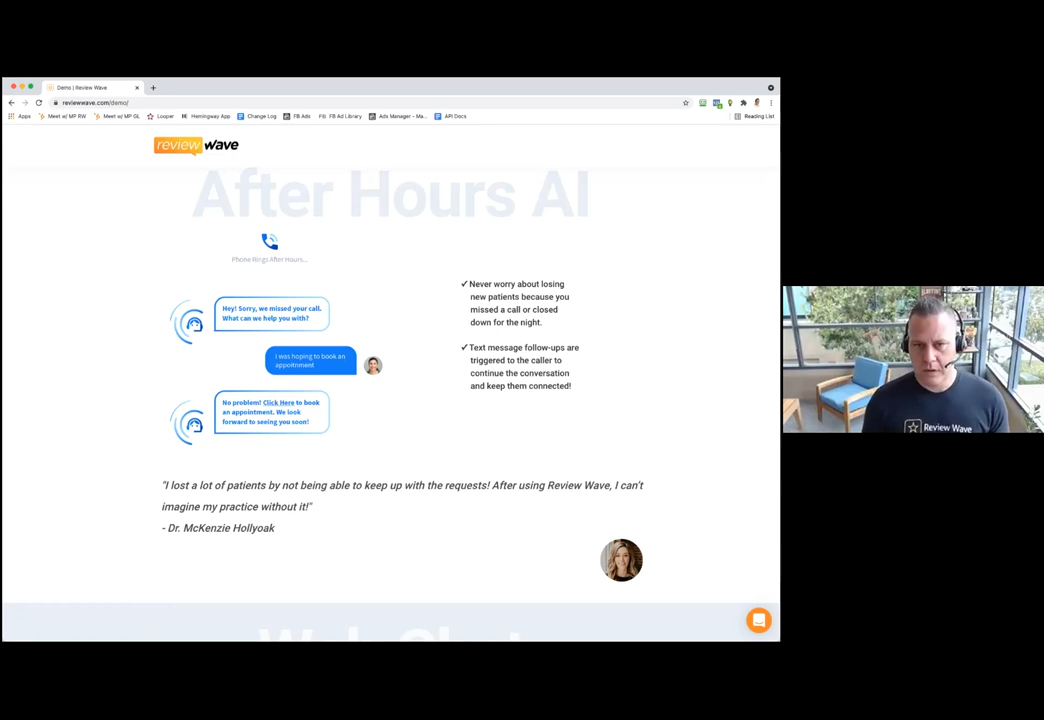 Demo | Review Wave
reviewwave.com/demo/
Apps Meet w/ MP RW Meet w/ MP GL Looper Hemingway App Change Log FB Ads FB Ad Library Ads Manager - Ma... API Docs Reading List
review wave
After Hours AI
Phone Rings After Hours...
Hey! Sorry, we missed your call.
What can we help you with?
I was hoping to book an
appoitnment
No problem! Click Here to book
an appointment. We look
forward to seeing you soon!
✓ Never worry about losing
new patients because you
missed a call or closed
down for the night.
✓ Text message follow-ups are
triggered to the caller to
continue the conversation
and keep them connected!
"I lost a lot of patients by not being able to keep up with the requests! After using Review Wave, I can't
imagine my practice without it!"
- Dr. McKenzie Hollyoak
Web Chat
Review Wave